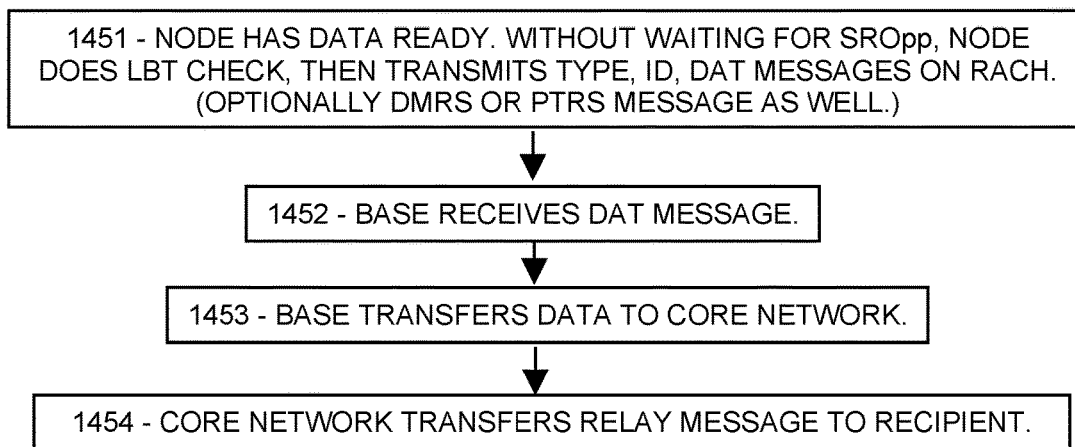 1451 - NODE HAS DATA READY. WITHOUT WAITING FOR SROpp, NODE
DOES LBT CHECK, THEN TRANSMITS TYPE, ID, DAT MESSAGES ON RACH.
(OPTIONALLY DMRS OR PTRS MESSAGE AS WELL.)
1452 - BASE RECEIVES DAT MESSAGE.
1453 - BASE TRANSFERS DATA TO CORE NETWORK.
1454 - CORE NETWORK TRANSFERS RELAY MESSAGE TO RECIPIENT.